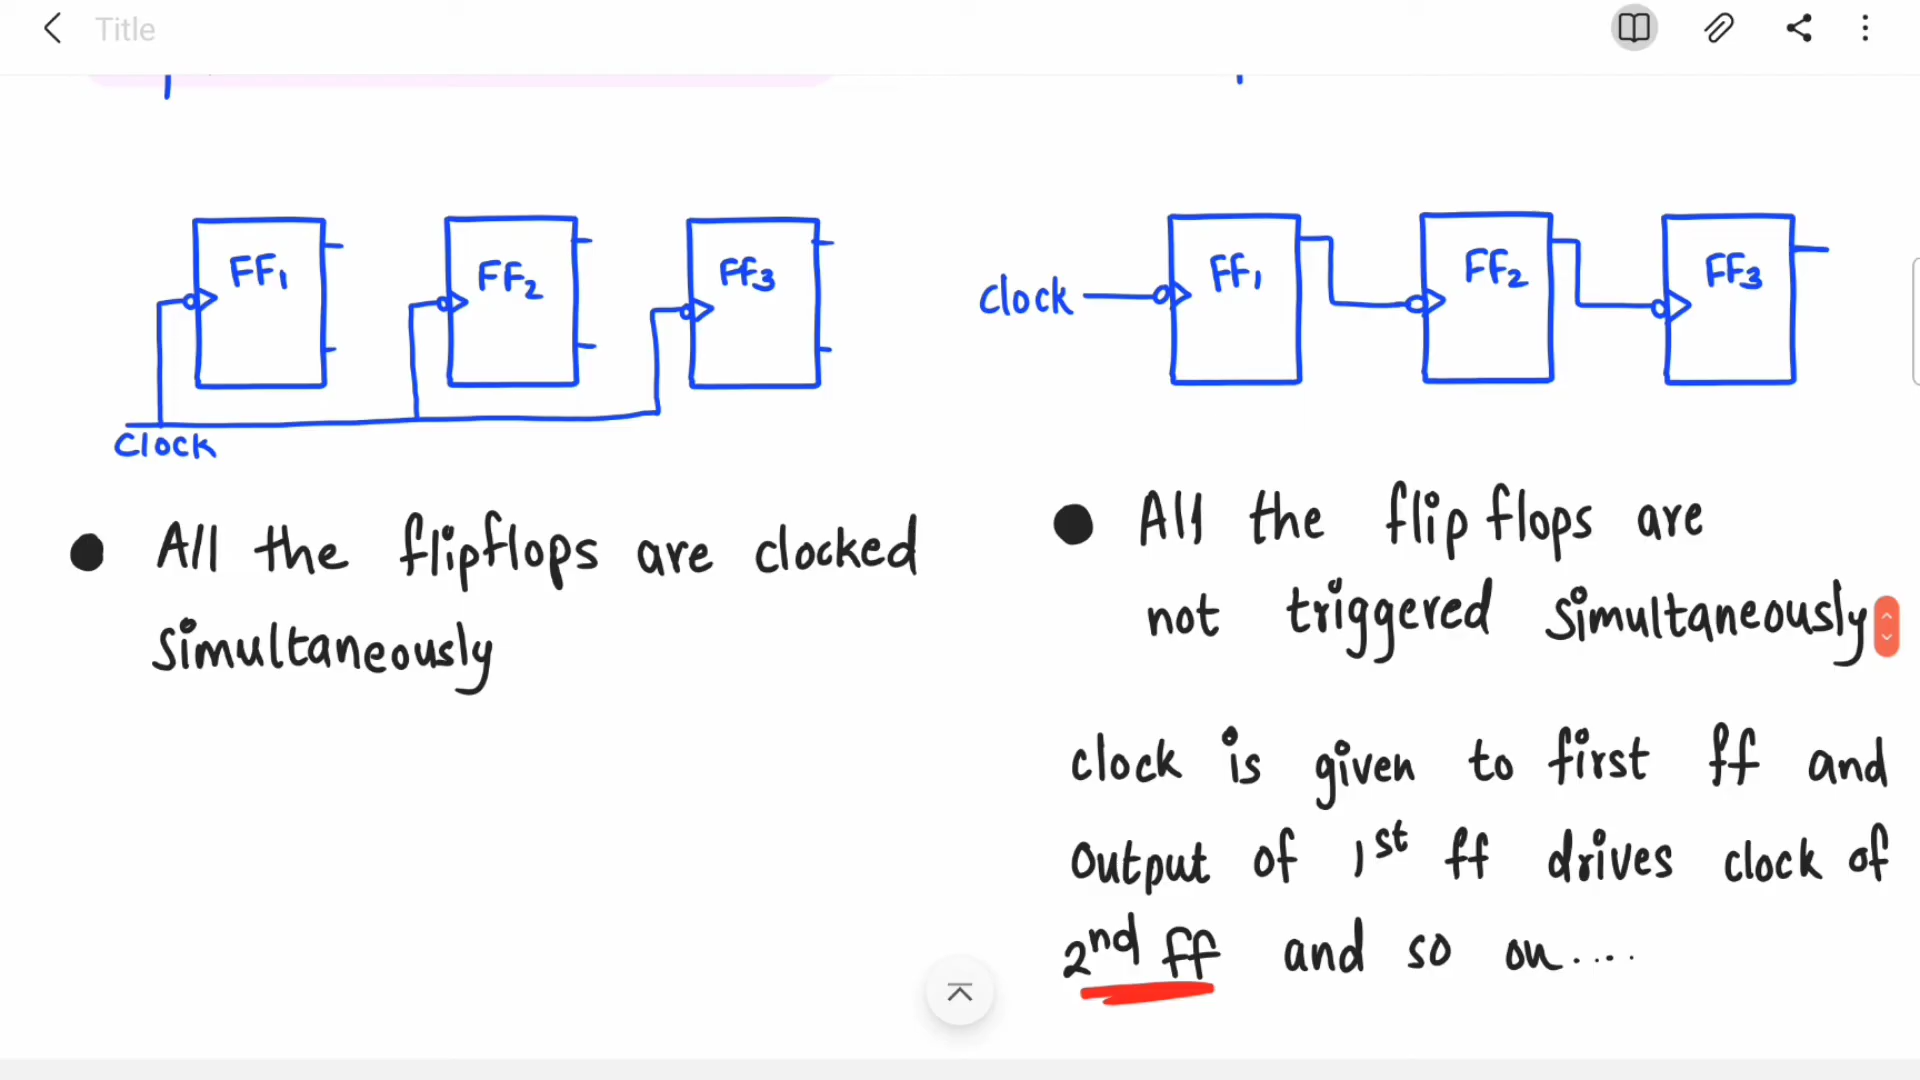 Title
FF1
FF2
FF3
Clock
Clock
FF1
FF2
FF3
All the flipflops are clocked
simultaneously
All the flip flops are
not triggered simultaneously
clock is given to first ff and
output of 1st ff drives clock of
2nd ff and so on....